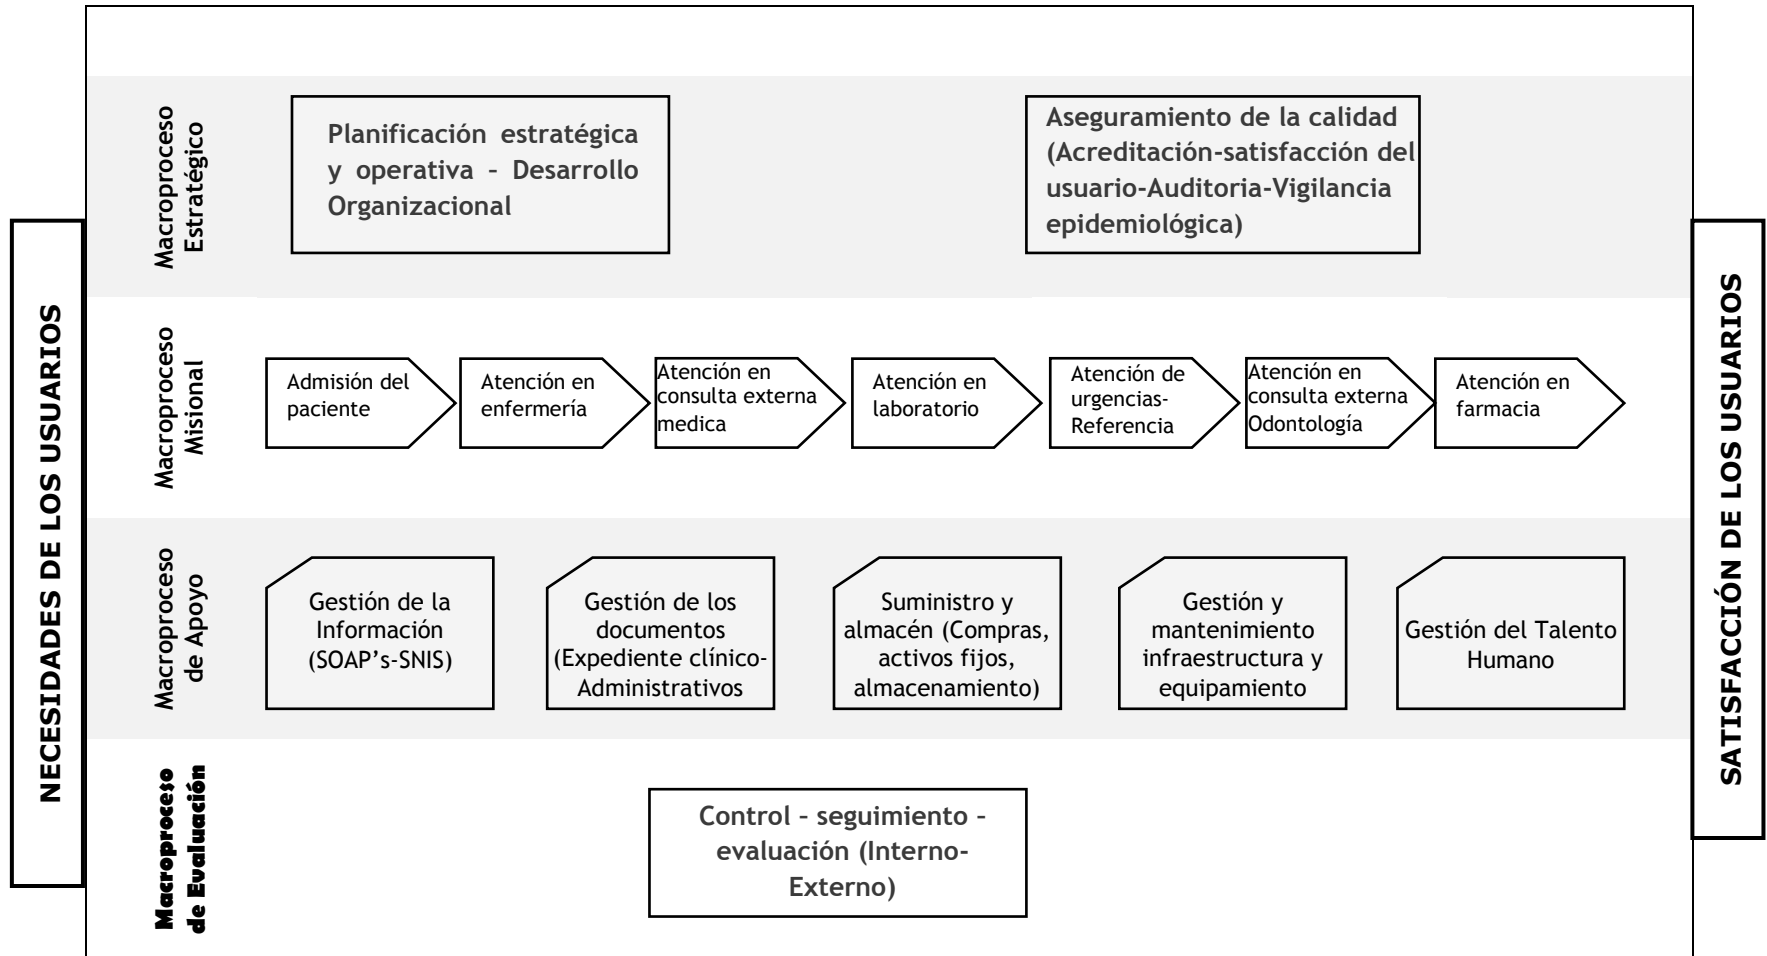 NECESIDADES DE LOS USUARIOS
Macroproceso
Estratégico
Planificación estratégica
y operativa – Desarrollo
Organizacional
Aseguramiento de la calidad
(Acreditación-satisfacción del
usuario-Auditoria-Vigilancia
epidemiológica)
Macroproceso
Misional
Admisión del
paciente
Atención en
enfermería
Atención en
consulta externa
medica
Atención en
laboratorio
Atención de
urgencias-
Referencia
Atención en
consulta externa
Odontología
Atención en
farmacia
Macroproceso
de Apoyo
Gestión de la
Información
(SOAP’s-SNIS)
Gestión de los
documentos
(Expediente clínico-
Administrativos
Suministro y
almacén (Compras,
activos fijos,
almacenamiento)
Gestión y
mantenimiento
infraestructura y
equipamiento
Gestión del Talento
Humano
Macroproceso
de Evaluación
Control – seguimiento –
evaluación (Interno-
Externo)
SATISFACCIÓN DE LOS USUARIOS